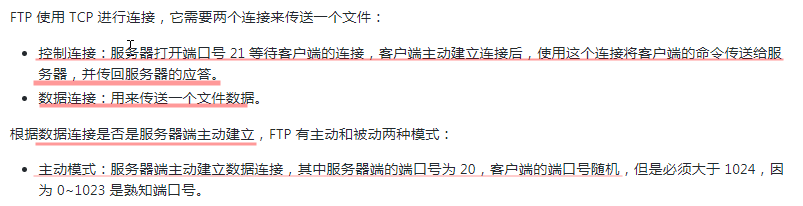 FTP 使用 TCP 进行连接，它需要两个连接来传送一个文件：
控制连接：服务器打开端口号 21 等待客户端的连接，客户端主动建立连接后，使用这个连接将客户端的命令传送给服
务器，并传回服务器的应答。
数据连接：用来传送一个文件数据。
根据数据连接是否是服务器端主动建立，FTP 有主动和被动两种模式：
主动模式：服务器端主动建立数据连接，其中服务器端的端口号为 20，客户端的端口号随机，但是必须大于 1024，因
为 0~1023 是熟知端口号。